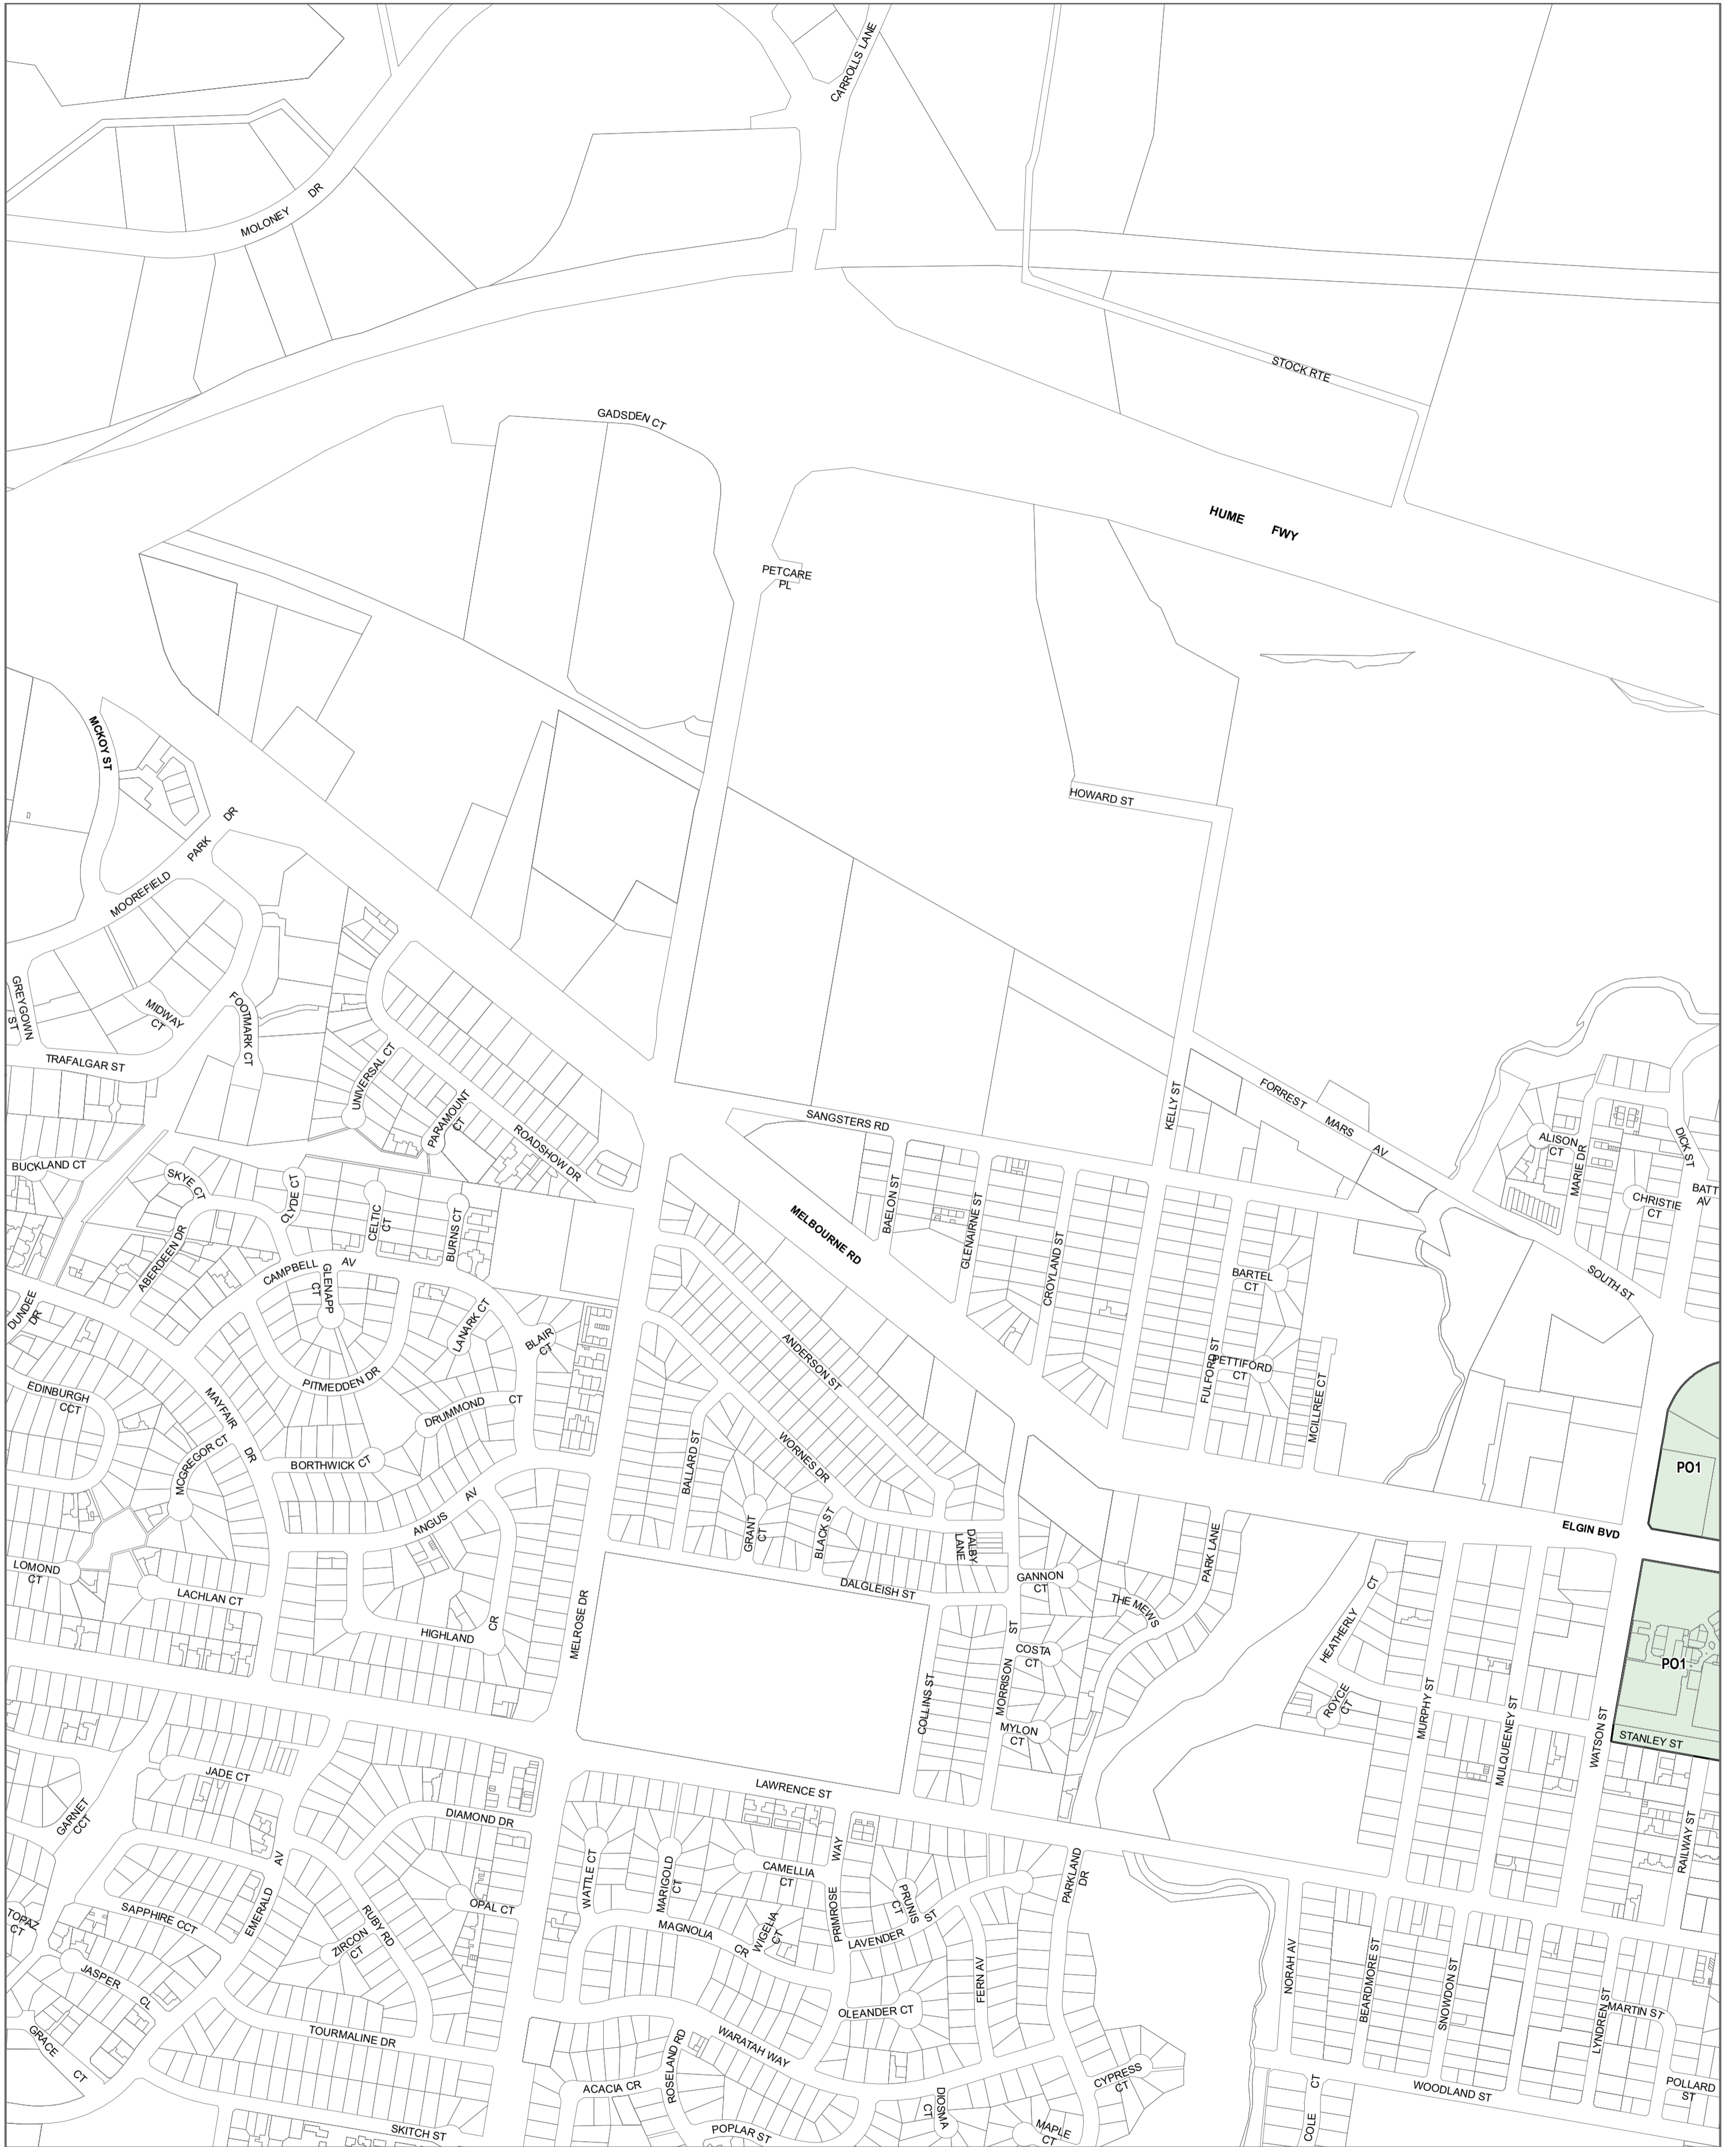 CARROLLS LANE
MOLONEY DR
STOCK RTE
GADSDEN CT
HUME FWY
PETCARE
PL
MCKOY ST
HOWARD ST
MOOREFIELD PARK DR
GREYGOWN
ST
MIDWAY
CT
FOOTMARK CT
TRAFALGAR ST
UNIVERSAL CT
PARAMOUNT
CT
ROADSHOW DR
SANGSTERS RD
KELLY ST
FORREST MARS AV
ALISON
CT
MARIE DR
DICK ST
BATT
AV
CHRISTIE
CT
SOUTH ST
BUCKLAND CT
SKYE CT
CLYDE CT
CELTIC
CT
BURNS CT
ABERDEEN DR
CAMPBELL AV
GLENAPP
CT
DUNDEE
DR
LANARK CT
BLAIR
CT
MELBOURNE RD
BAELON ST
GLENAIRNE ST
CROYLAND ST
BARTEL
CT
FULFORD ST
PETTIFORD
CT
MCILLREE CT
ANDERSON ST
PITMEDDEN DR
EDINBURGH
CCT
MAYFAIR DR
DRUMMOND CT
MCGREGOR CT
BORTHWICK CT
BALLARD ST
WORNES DR
ANGUS AV
GRANT
CT
BLACK ST
DALBY
LANE
DALGLEISH ST
GANNON
CT
THE MEWS
PARK LANE
PO1
ELGIN BVD
LOMOND
CT
LACHLAN CT
HIGHLAND CR
MELROSE DR
COLLINS ST
MORRISON ST
COSTA
CT
MYLON
CT
HEATHERLY CT
ROYCE
CT
MURPHY ST
MULQUEENEY ST
WATSON ST
PO1
STANLEY ST
RAILWAY ST
JADE CT
GARNET
CCT
DIAMOND DR
LAWRENCE ST
WATTLE CT
MARIGOLD
CT
CAMELLIA
CT
PRIMROSE WAY
PRUNIS
CT
LAVENDER ST
PARKLAND
DR
EMERALD AV
SAPPHIRE CCT
TOPAZ
CT
RUBY RD
OPAL CT
ZIRCON
CT
MAGNOLIA CR
WIGELIA
CT
FERN AV
OLEANDER CT
JASPER CL
GRACE CT
TOURMALINE DR
WARATAH WAY
ROSELAND RD
ACACIA CR
POPLAR ST
SKITCH ST
DIOSMA
CT
MAPLE
CT
CYPRESS
CT
NORAH AV
BEARDMORE ST
SNOWDON ST
LYNDREN ST
MARTIN ST
WOODLAND ST
COLE CT
POLLARD
ST